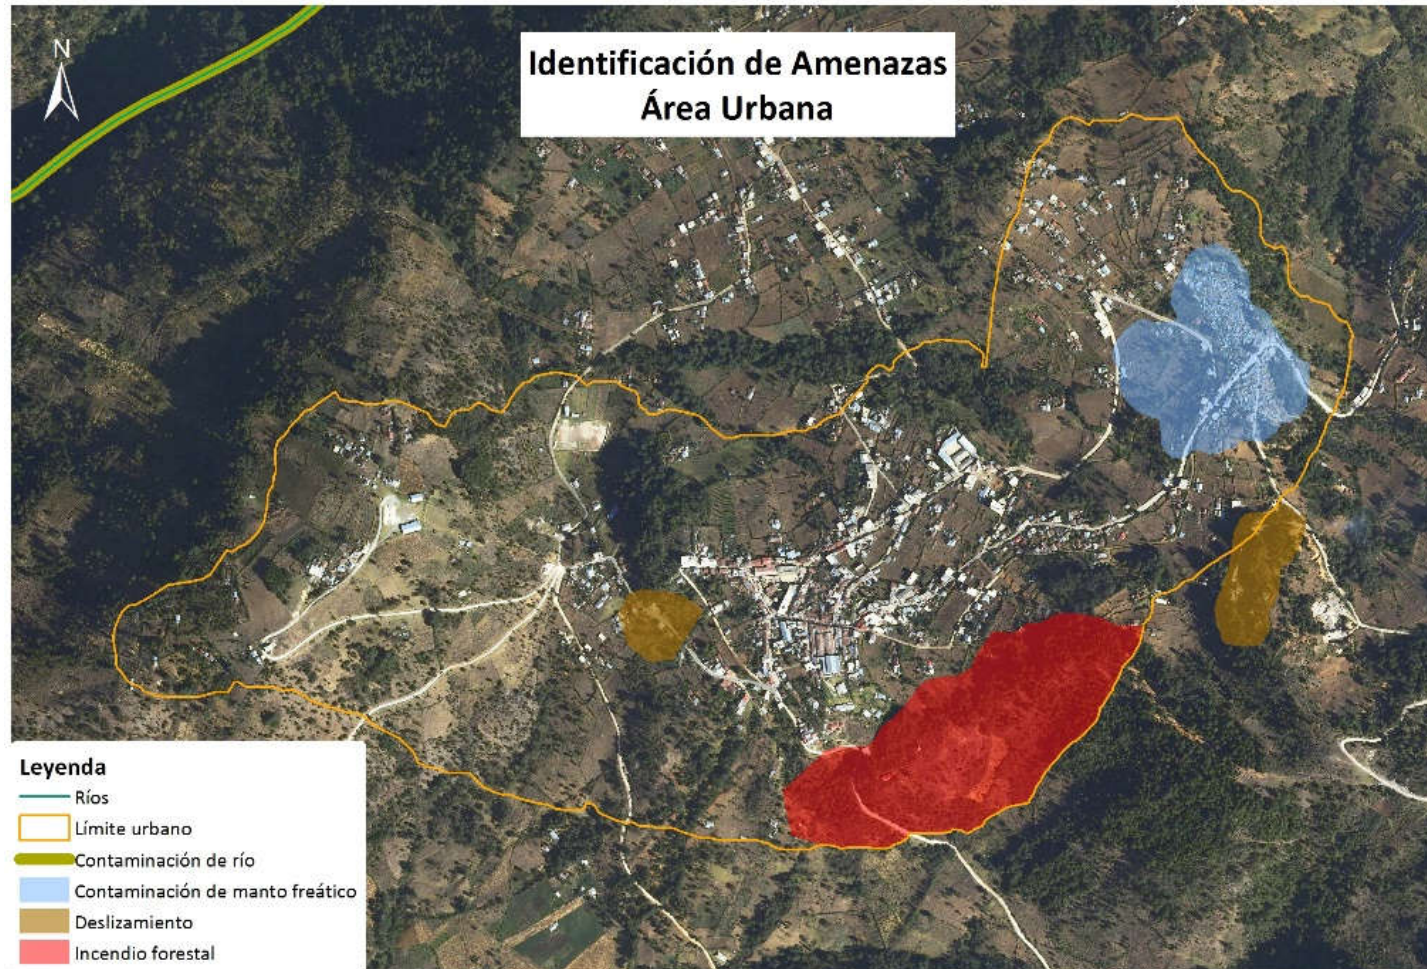 N
Identificación de Amenazas
Área Urbana
Leyenda
Ríos
Límite urbano
Contaminación de río
Contaminación de manto freático
Deslizamiento
Incendio forestal